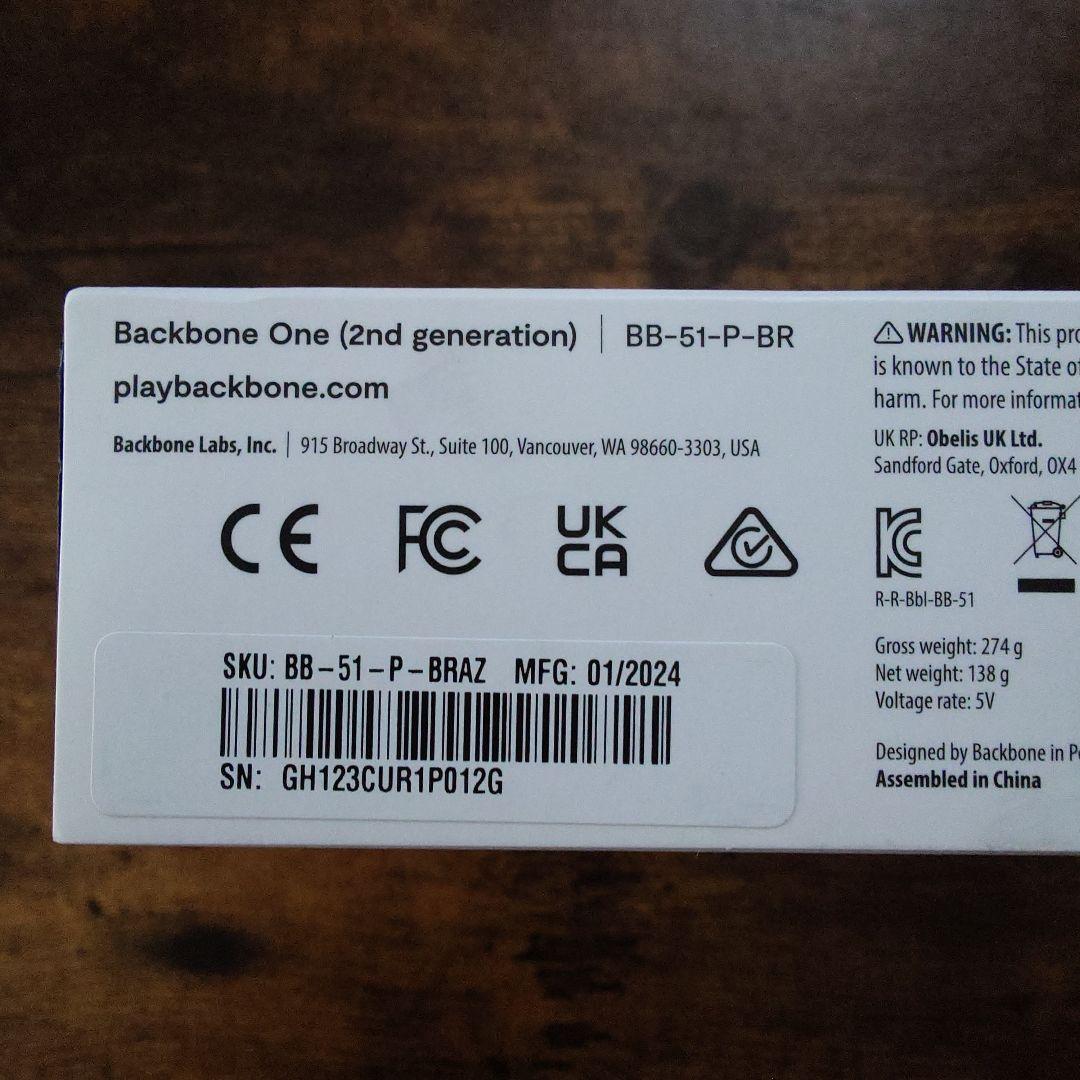 Backbone One (2nd generation) | BB-51-P-BR
playbackbone.com
Backbone Labs, Inc. | 915 Broadway St., Suite 100, Vancouver, WA 98660-3303, USA
CE FC UK CA
SKU: BB-51-P-BRAZ MFG: 01/2024
SN: GH123CUR1P012G
WARNING: This
is known to the State
harm. For more
UK RP: Obelis UK Ltd.
Sandford Gate, Oxford, OX4
R-R-Bbl-BB-51
Gross weight: 274 g
Net weight: 138 g
Voltage rate: 5V
Designed by Backbone in
Assembled in China